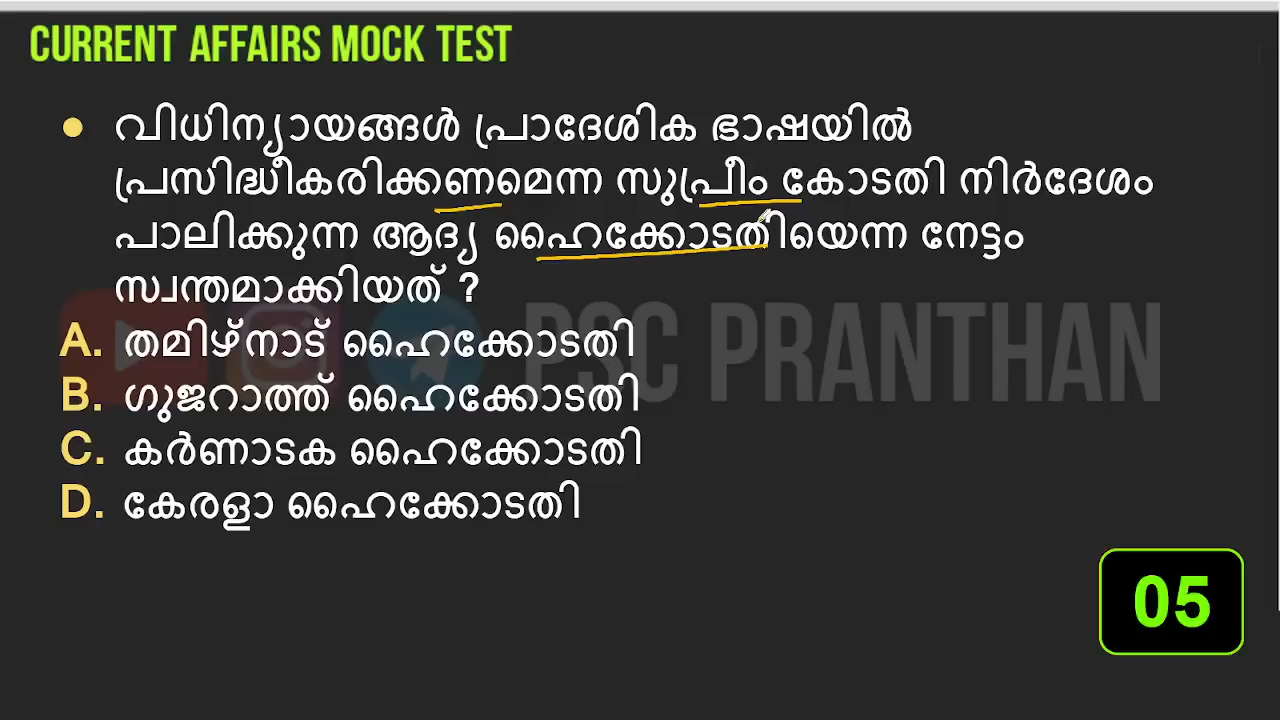 CURRENT AFFAIRS MOCK TEST
• വിധിന്യായങ്ങൾ പ്രാദേശിക ഭാഷയിൽ
പ്രസിദ്ധീകരിക്കണമെന്ന സുപ്രീം കോടതി നിർദേശം
പാലിക്കുന്ന ആദ്യ ഹൈക്കോടതിയെന്ന നേട്ടം
സ്വന്തമാക്കിയത് ?
A. തമിഴ്നാട് ഹൈക്കോടതി
B. ഗുജറാത്ത് ഹൈക്കോടതി
C. കർണാടക ഹൈക്കോടതി
D. കേരളാ ഹൈക്കോടതി
PSC PRANTHAN
05